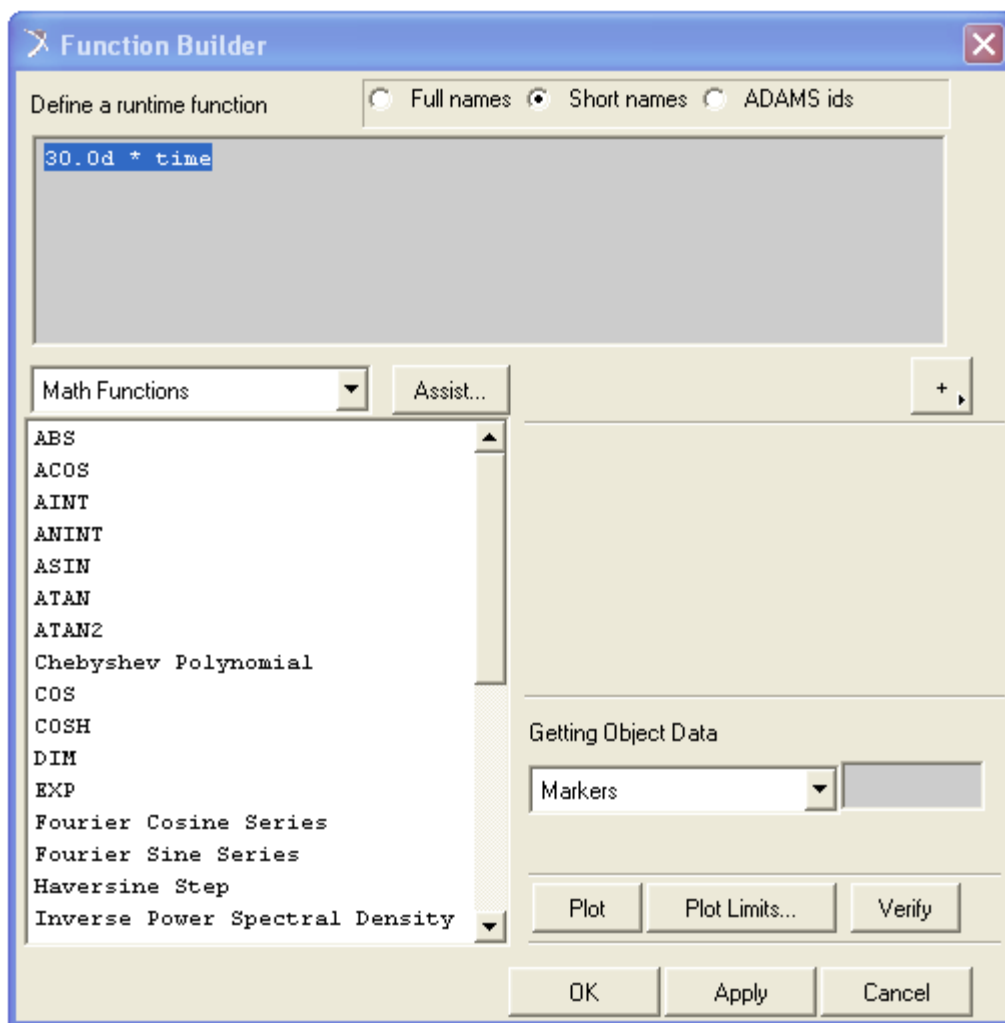 Function Builder
Define a runtime function
Full names Short names ADAMS ids
30.0d * time
Math Functions
Assist...
+
ABS
ACOS
AINT
ANINT
ASIN
ATAN
ATAN2
Chebyshev Polynomial
COS
COSH
DIM
EXP
Fourier Cosine Series
Fourier Sine Series
Haversine Step
Inverse Power Spectral Density
Getting Object Data
Markers
Plot
Plot Limits...
Verify
OK
Apply
Cancel